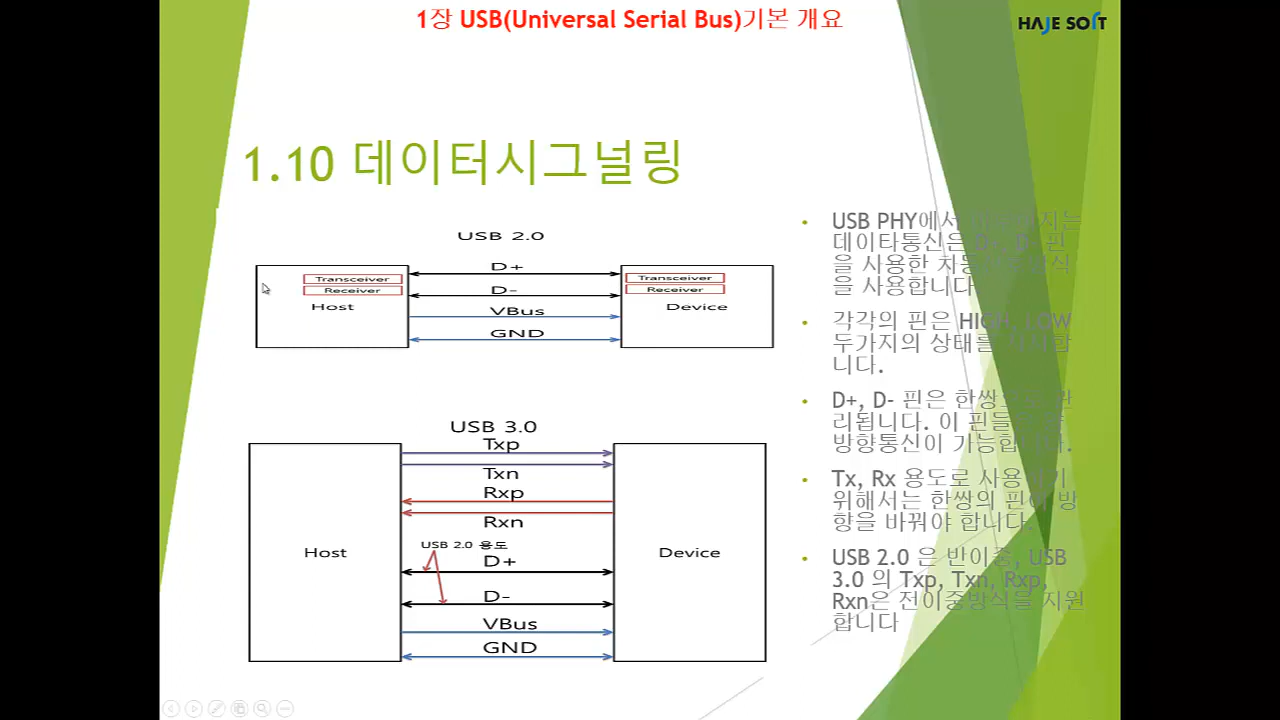 1장 USB(Universal Serial Bus)기본 개요
HAJE SOFT
1.10 데이터시그널링
USB 2.0
D+
Transceiver
Transceiver
Receiver
Receiver
D-
Host
Device
VBus
GND
USB 3.0
Txp
Txn
Rxp
Rxn
USB 2.0 용도
Host
Device
D+
D-
VBus
GND
USB PHY에서
데이타통신은 D+, D- 핀
을 사용한
을 사용합니다
각각의 핀은 HIGH, LOW
두가지의 상태를
니다.
D+, D- 핀은
리됩니다. 이
방향통신이 가능합니다.
Tx, Rx 용도로 사용하기
위해서는 한쌍의 핀이 방
향을 바꿔야 합니다.
USB 2.0 은 반이중, USB
3.0 의 Txp, Txn, Rxp,
Rxn은 전이중방식을 지원
합니다